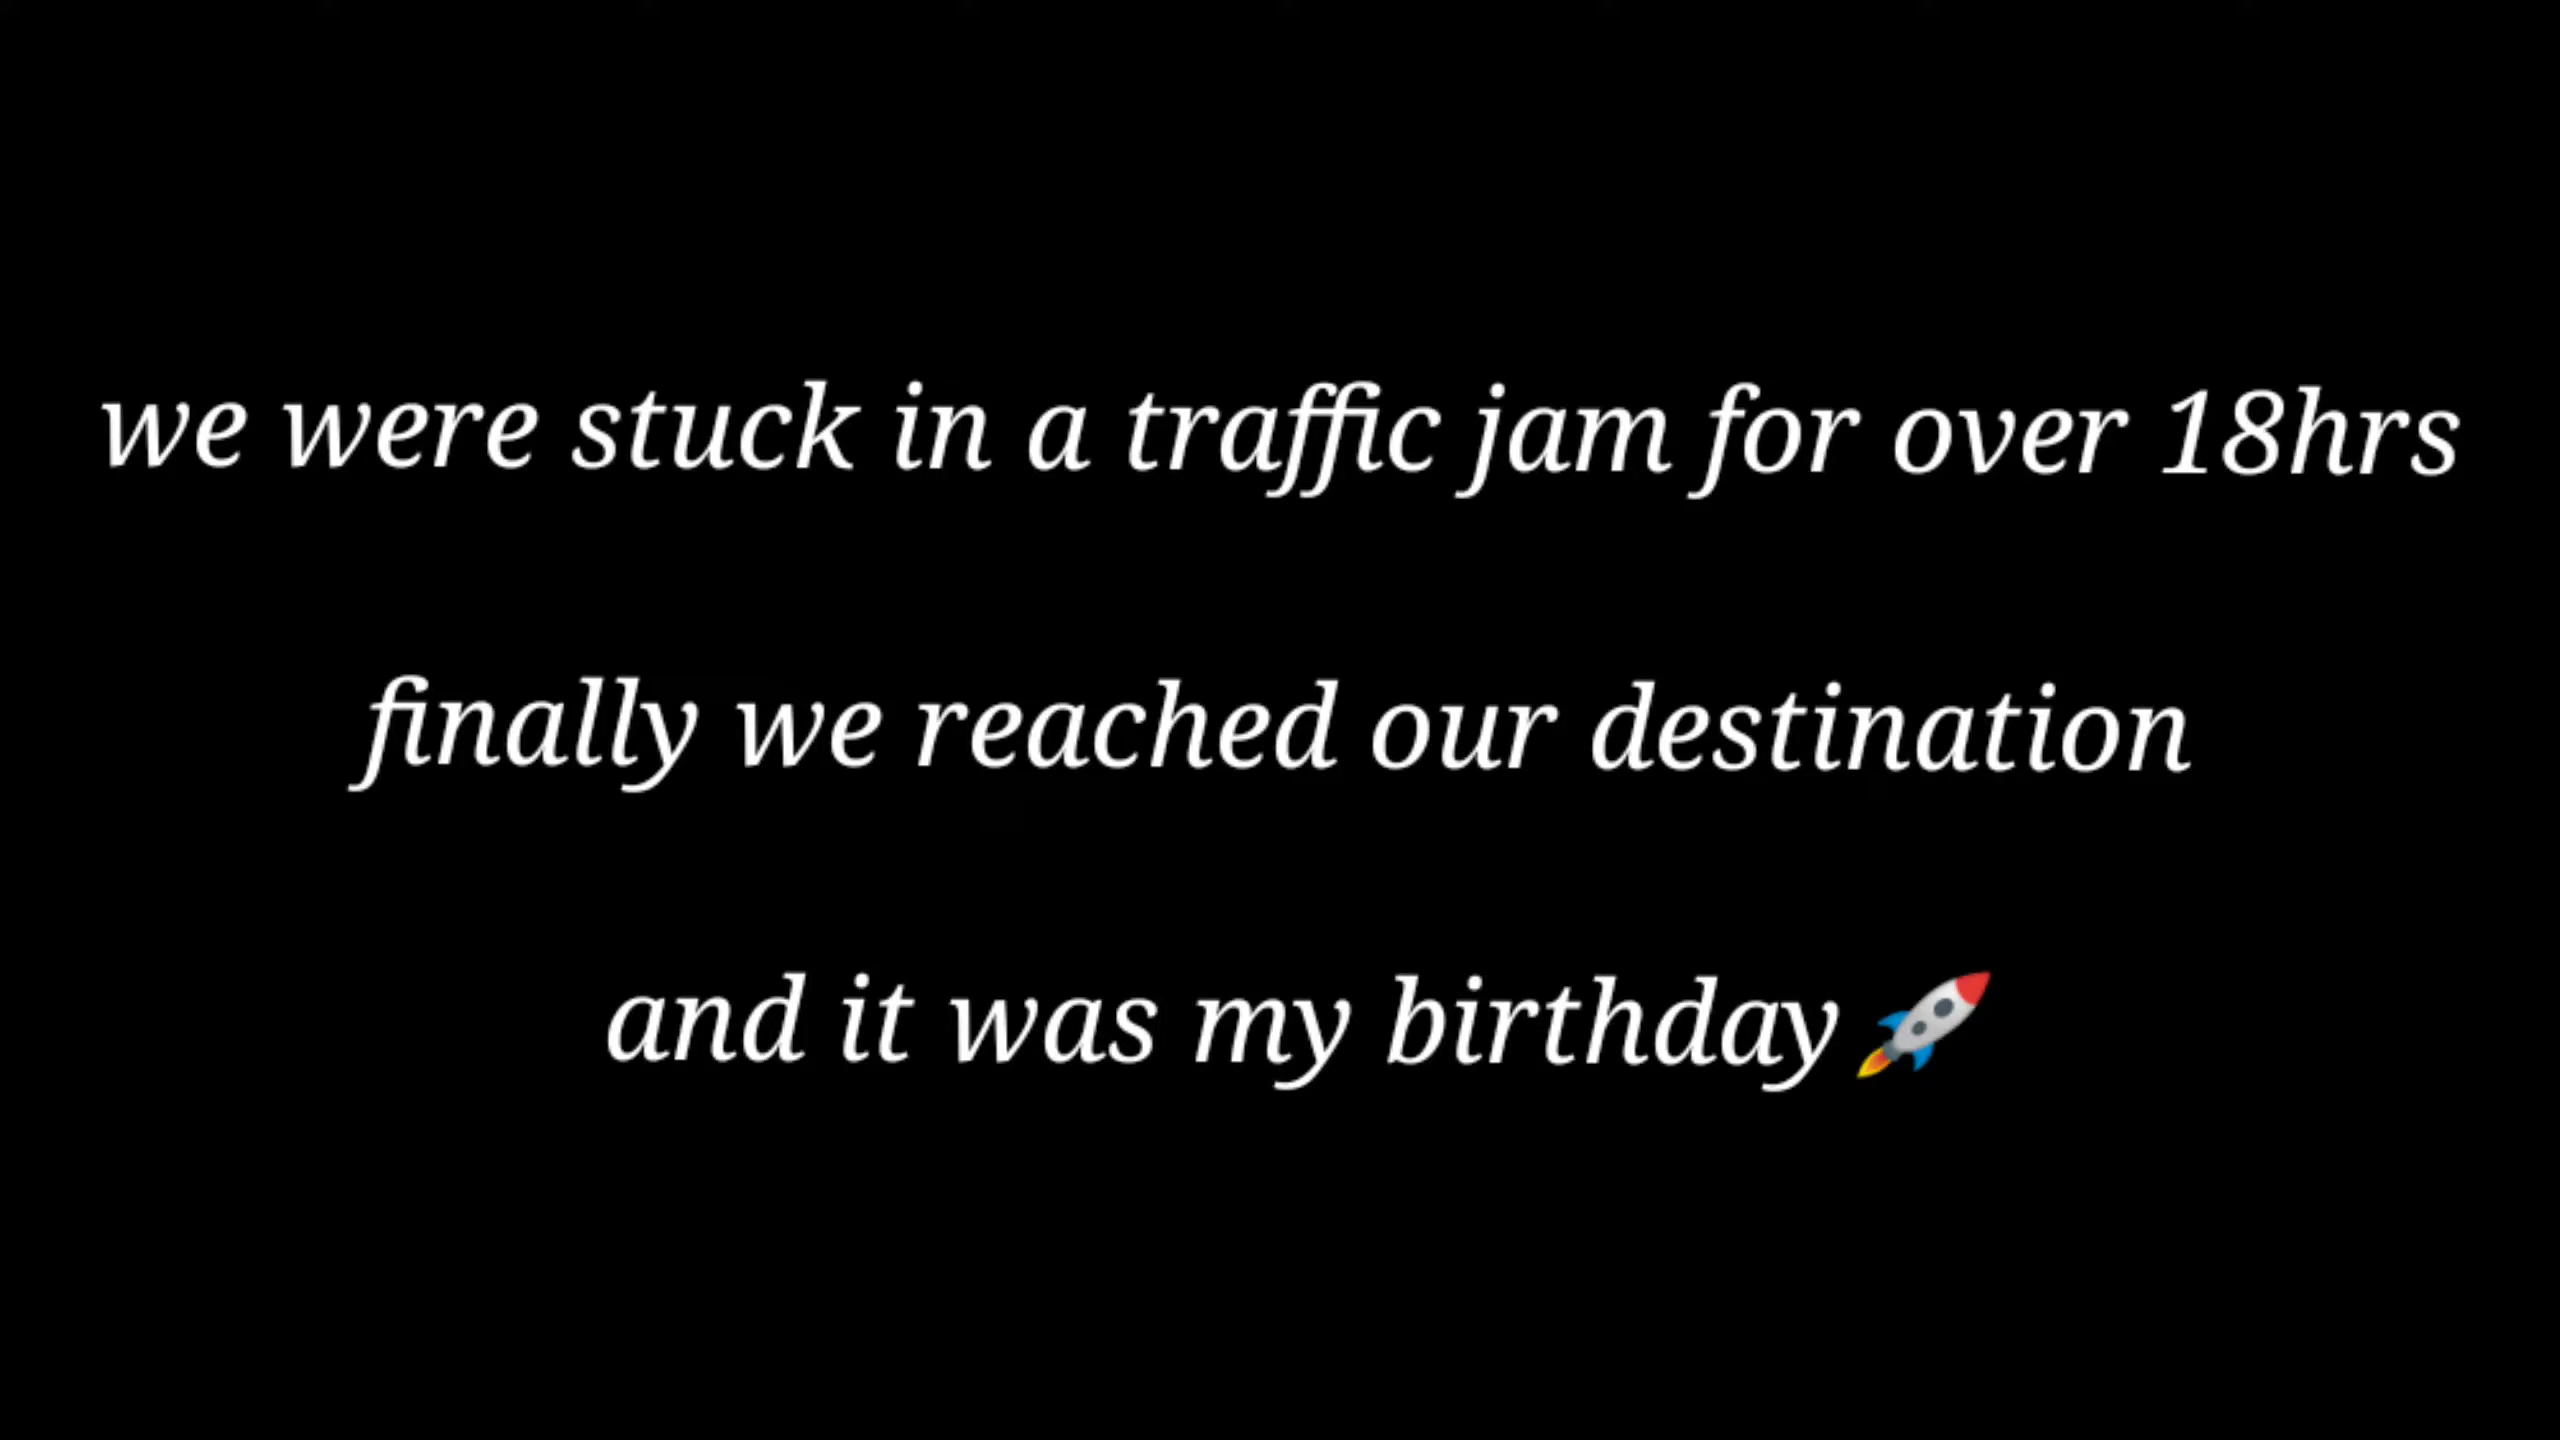 we were stuck in a traffic jam for over 18hrs
finally we reached our destination
and it was my birthday🚀